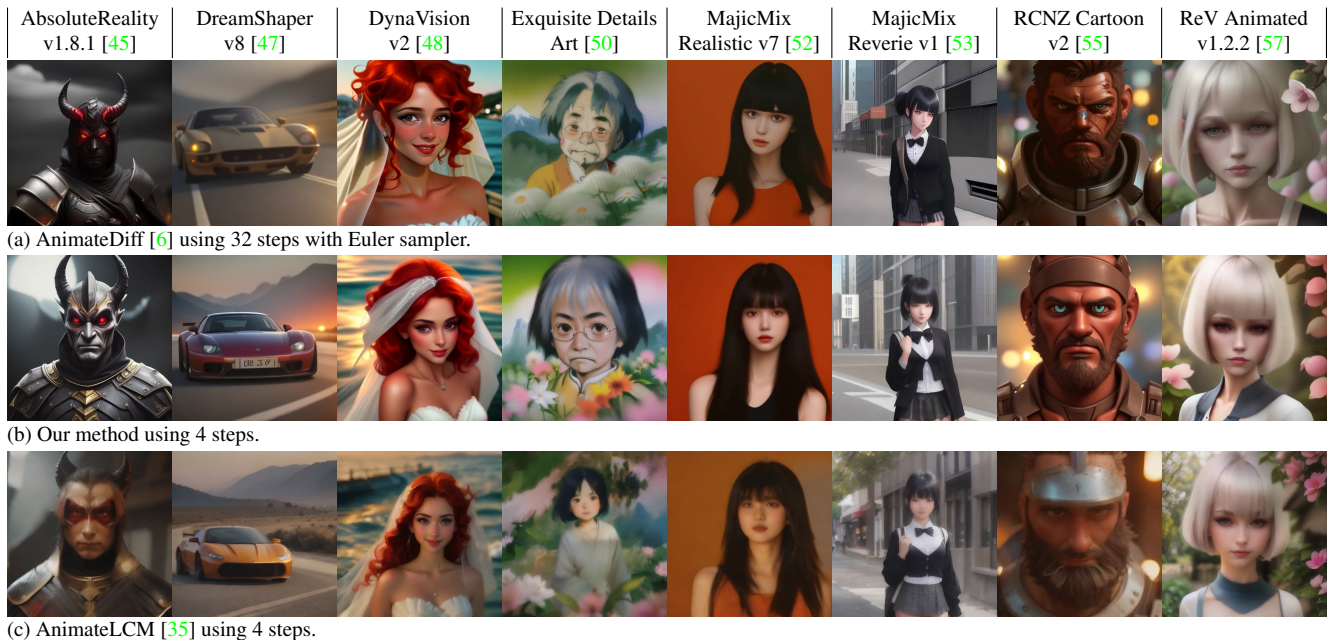 AbsoluteReality DreamShaper DynaVision Exquisite Details MajicMix MajicMix RCNZ Cartoon ReV Animated
v1.8.1 [45] v8 [47] v2 [48] Art [50] Realistic v7 [52] Reverie v1 [53] v2 [55] v1.2.2 [57]
(a) AnimateDiff [6] using 32 steps with Euler sampler.
(b) Our method using 4 steps.
(c) AnimateLCM [35] using 4 steps.